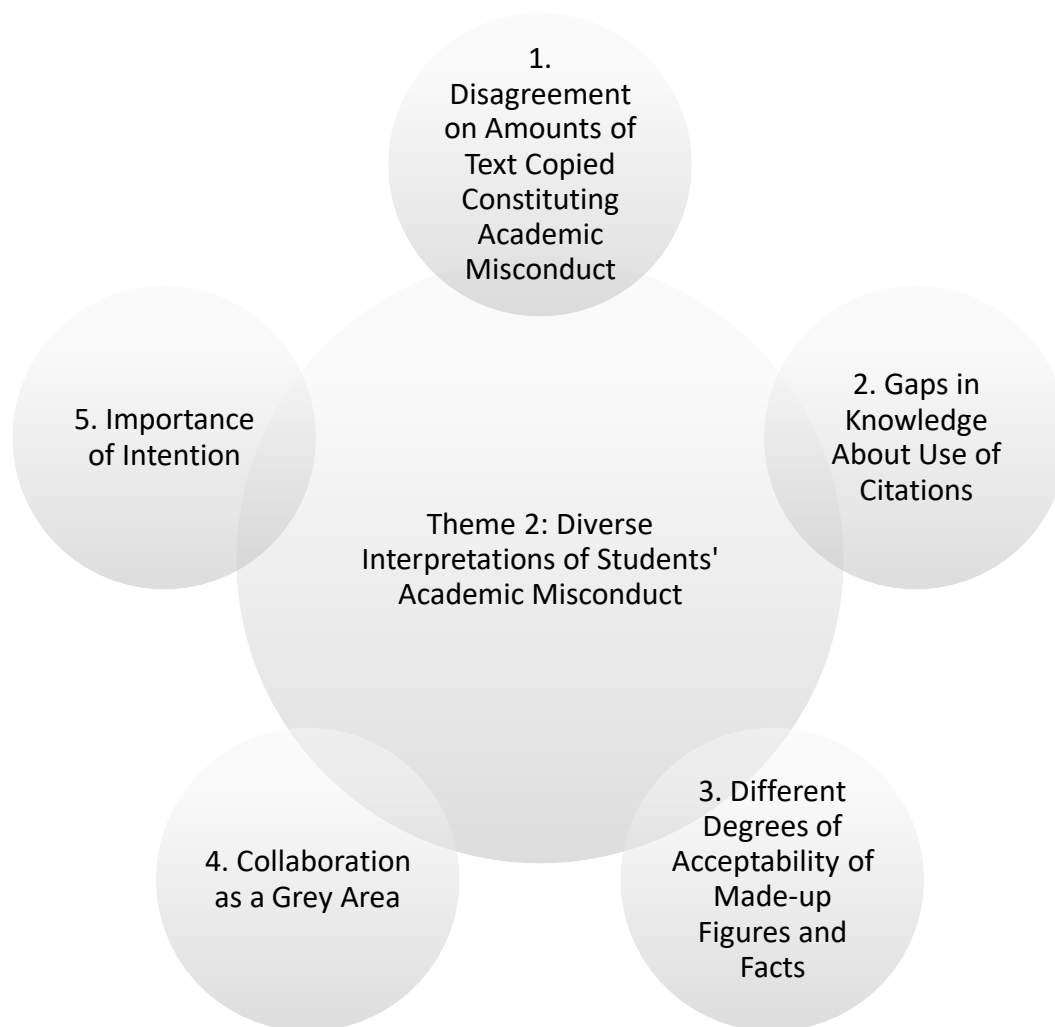 1.
Disagreement
on Amounts of
Text Copied
Constituting
Academic
Misconduct
2. Gaps in
Knowledge
About Use of
Citations
3. Different
Degrees of
Acceptability of
Made-up
Figures and
Facts
4. Collaboration
as a Grey Area
5. Importance
of Intention
Theme 2: Diverse
Interpretations of Students'
Academic Misconduct